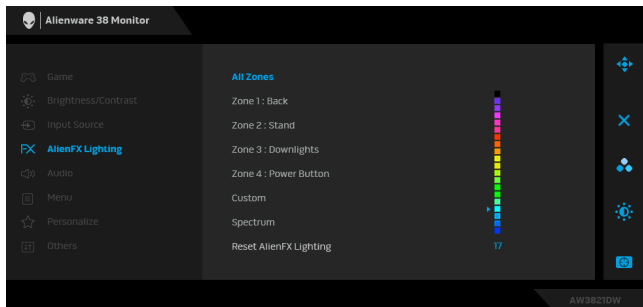 Alienware 38 Monitor
Game
Brightness/Contrast
Input Source
AlienFX Lighting
Audio
Menu
Personalize
Others
All Zones
Zone 1 : Back
Zone 2 : Stand
Zone 3 : Downlights
Zone 4 : Power Button
Custom
Spectrum
Reset AlienFX Lighting
17
AW3821DW